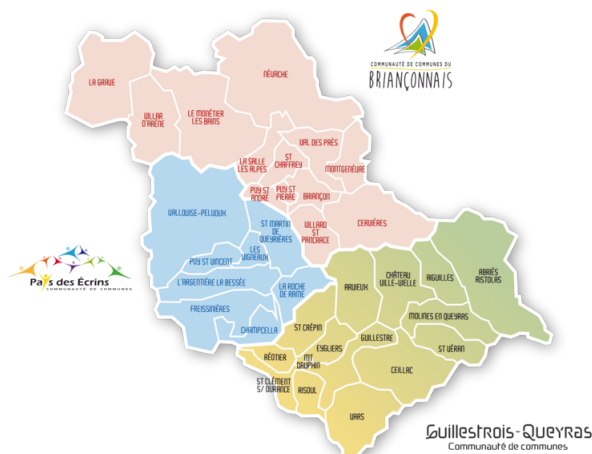 COMMUNAUTÉ DE COMMUNES DU
BRIANÇONNAIS
LA GRAVE
NÉVACHE
VILLAR
D'ARÈNE
LE MONÊTIER
LES BAINS
VAL DES PRÈS
ST
CHAFFREY
LA SALLE
LES ALPES
MONTGENÈVRE
PUY ST
ANDRÉ
PUY ST
PIERRE
BRIANÇON
CERVIÈRES
VILLARD
ST
PANCRACE
VALLOUISE-PELVOUX
ST MARTIN
DE
QUEYRIÈRES
LES
VIGNEAUX
PUY ST VINCENT
L'ARGENTIÈRE LA BESSÉE
LA ROCHE
DE RAME
FREISSINIÈRES
CHAMPCELLA
Pays des Écrins
COMMUNAUTÉ DE COMMUNES
ARVIEUX
CHÂTEAU
VILLE-VIEILLE
AIGUILLES
ABRIÈS
RISTOLAS
MOLINES EN QUEYRAS
ST VÉRAN
ST CRÉPIN
GUILLESTRE
EYGLIERS
MT
DAUPHIN
RÉOTIER
CEILLAC
ST CLÉMENT
S/ DURANCE
RISOUL
VARS
Guillestrois-Queyras
Communauté de communes